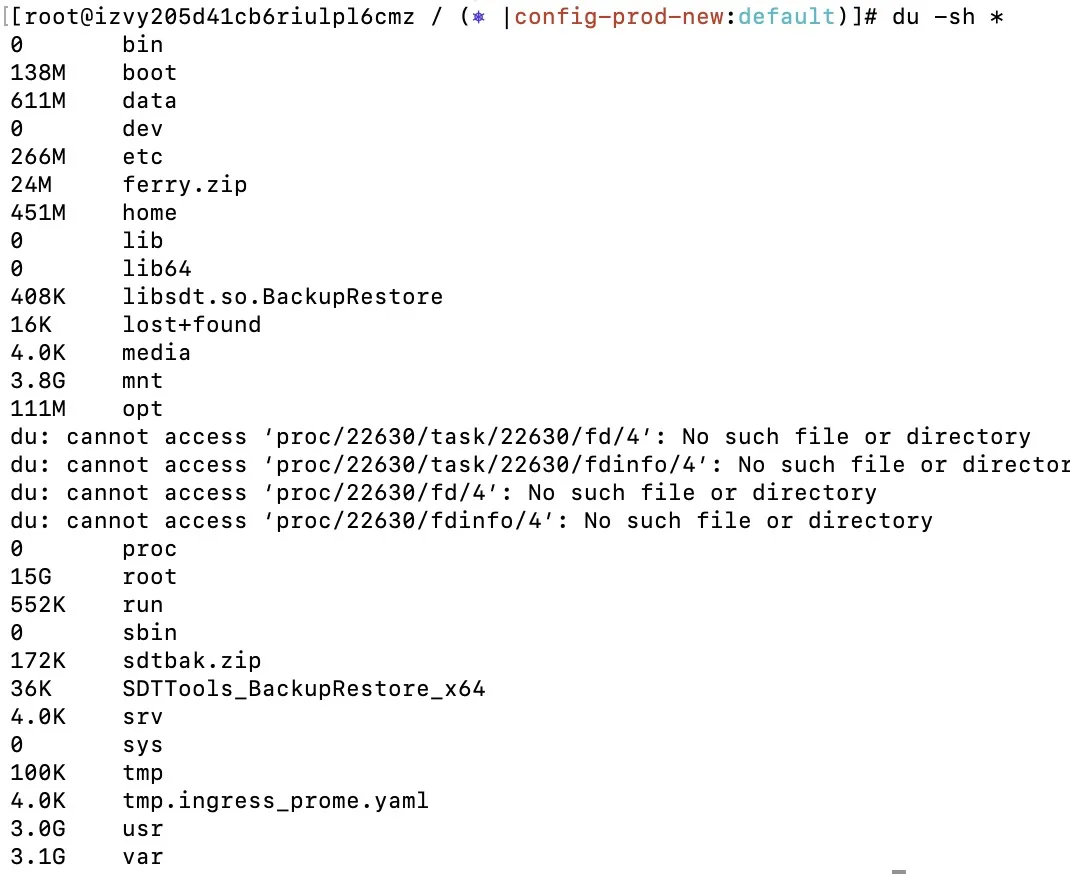 [[root@izvy205d41cb6riulpl6cmz / (⎈ |config-prod-new:default)]# du -sh *
0 bin
138M boot
611M data
0 dev
266M etc
24M ferry.zip
451M home
0 lib
0 lib64
408K libsdt.so.BackupRestore
16K lost+found
4.0K media
3.8G mnt
111M opt
du: cannot access ‘proc/22630/task/22630/fd/4’: No such file or directory
du: cannot access ‘proc/22630/task/22630/fdinfo/4’: No such file or director
du: cannot access ‘proc/22630/fd/4’: No such file or directory
du: cannot access ‘proc/22630/fdinfo/4’: No such file or directory
0 proc
15G root
552K run
0 sbin
172K sdtbak.zip
36K SDTTools_BackupRestore_x64
4.0K srv
0 sys
100K tmp
4.0K tmp.ingress_prome.yaml
3.0G usr
3.1G var